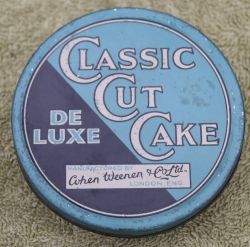 CLASSIC
CUT
DE LUXE
CAKE
MANUFACTURED BY
Cohen Weenen & Co Ltd.
LONDON. ENG.